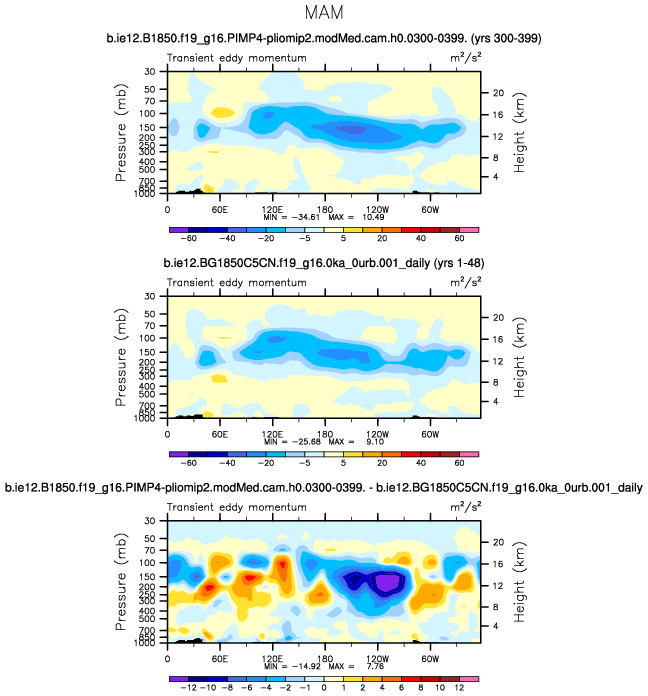 MAM
b.ie12.B1850.f19_g16.PIMP4-pliomip2.modMed.cam.h0.0300-0399. (yrs 300-399)
Transient eddy momentum m²/s²
Pressure (mb)
30
50
70
100
150
200
250
300
400
500
700
850
1000
Height (km)
20
16
12
8
4
0 60E 120E 180 120W 60W
MIN = -34.61 MAX = 10.49
-60 -40 -20 -5 5 20 40 60
b.ie12.BG1850C5CN.f19_g16.0ka_0urb.001_daily (yrs 1-48)
Transient eddy momentum m²/s²
Pressure (mb)
30
50
70
100
150
200
250
300
400
500
700
850
1000
Height (km)
20
16
12
8
4
0 60E 120E 180 120W 60W
MIN = -25.68 MAX = 9.10
-60 -40 -20 -5 5 20 40 60
b.ie12.B1850.f19_g16.PIMP4-pliomip2.modMed.cam.h0.0300-0399. - b.ie12.BG1850C5CN.f19_g16.0ka_0urb.001_daily
Transient eddy momentum m²/s²
Pressure (mb)
30
50
70
100
150
200
250
300
400
500
700
850
1000
Height (km)
20
16
12
8
4
0 60E 120E 180 120W 60W
MIN = -14.92 MAX = 7.76
-12 -10 -8 -6 -4 -2 -1 0 1 2 4 6 8 10 12